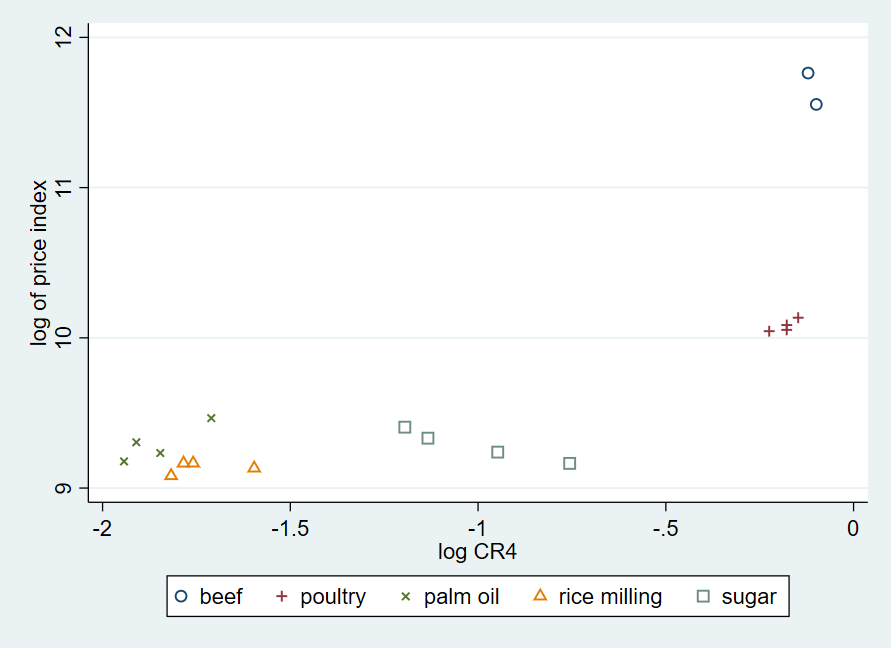 log of price index
12
11
10
9
-2 -1.5 -1 -.5 0
log CR4
beef poultry palm oil rice milling sugar